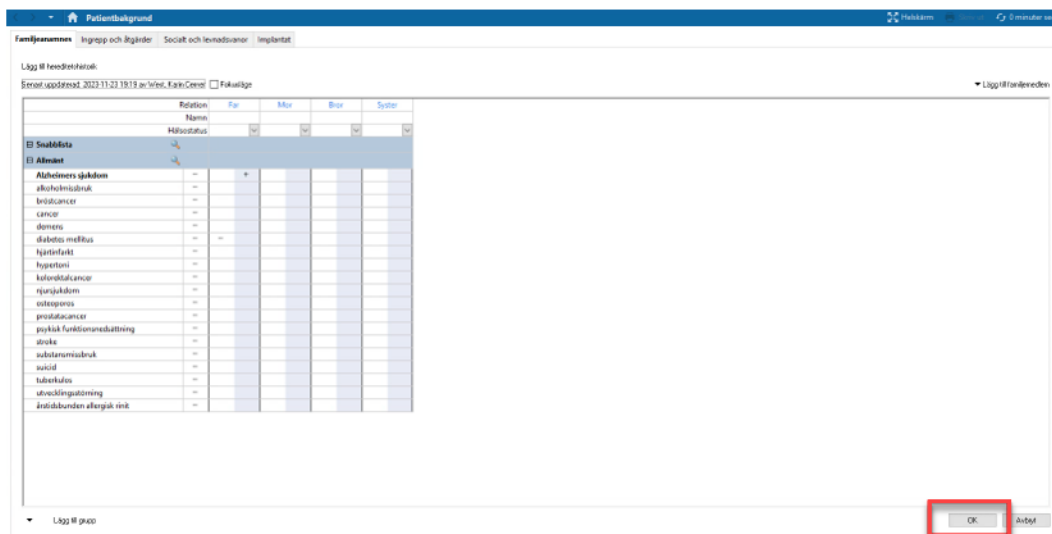 Patientbakgrund
Helskärm
0 minuter se
Familjeanamnes Ingrepp och åtgärder Socialt och levnadsvanor Implantat
Lägg till hereditetshistorik
Senast uppdaterad: 2023-11-23 19:19 av West, Karin Fokusläge
Lägg till familjemedlem
Relation Far Mor Bror Syster
Namn
Hälsostatus
Snabblista
Allmänt
Alzheimers sjukdom − +
alkoholmissbruk −
bröstcancer −
cancer −
demens −
diabetes mellitus − −
hjärtinfarkt −
hypertoni −
kolorektalcancer −
njursjukdom −
osteoporos −
prostatacancer −
psykisk funktionsnedsättning −
stroke −
substansmissbruk −
suicid −
tuberkulos −
utvecklingsstörning −
årstidsbunden allergisk rinit −
Lägg till grupp
OK Avbryt